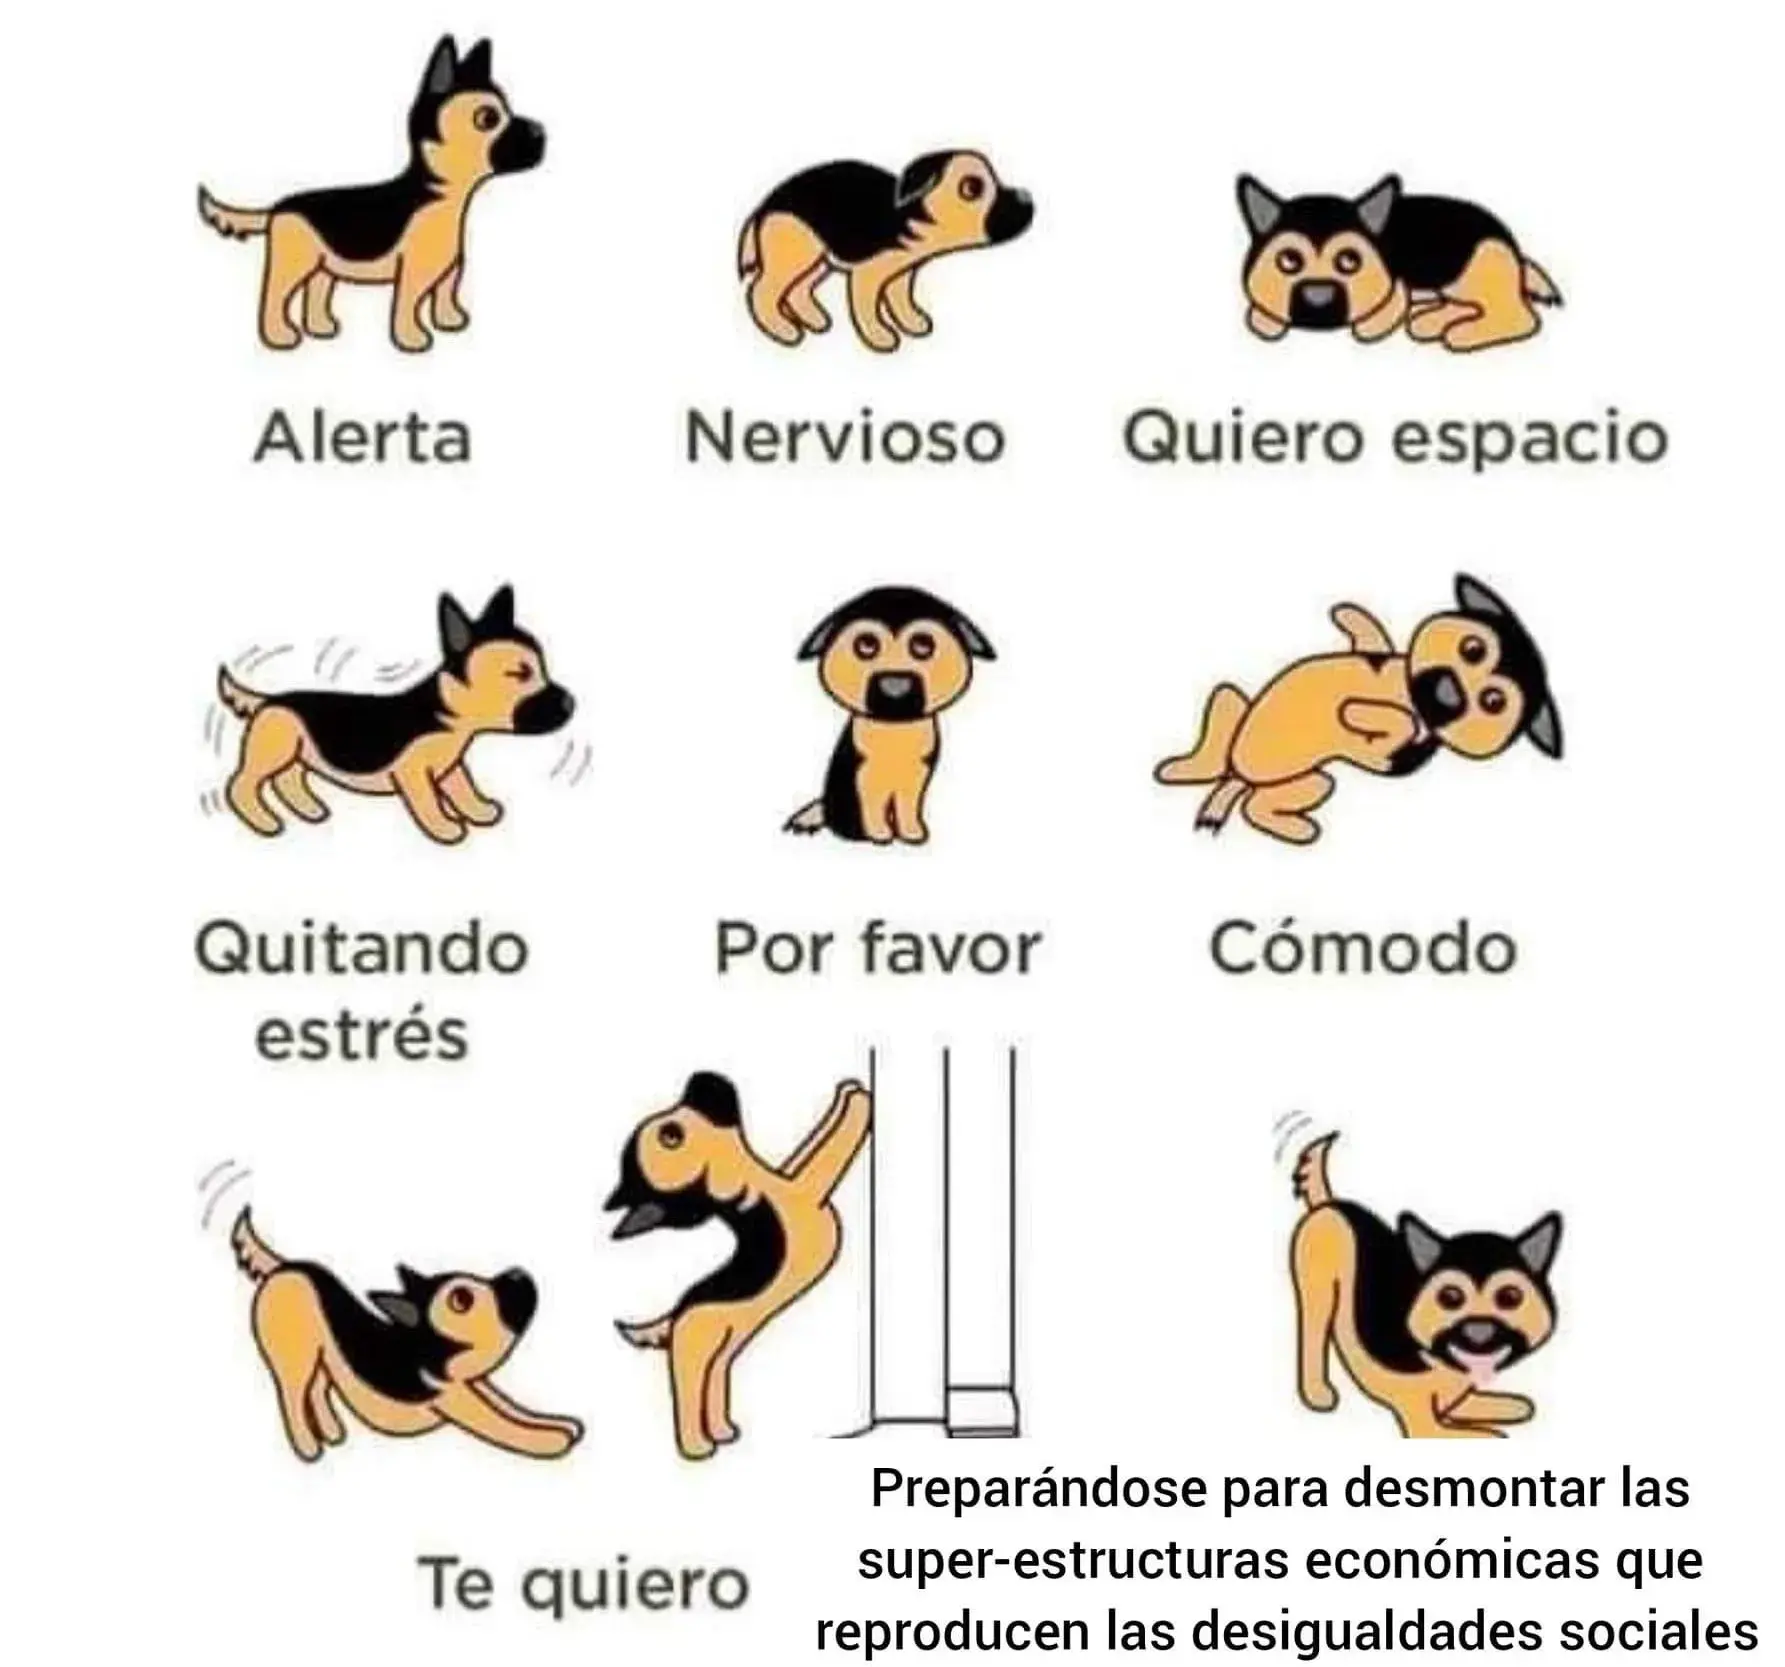 Alerta
Nervioso
Quiero espacio
Quitando
estrés
Por favor
Cómodo
Te quiero
Preparándose para desmontar las
super-estructuras económicas que
reproducen las desigualdades sociales